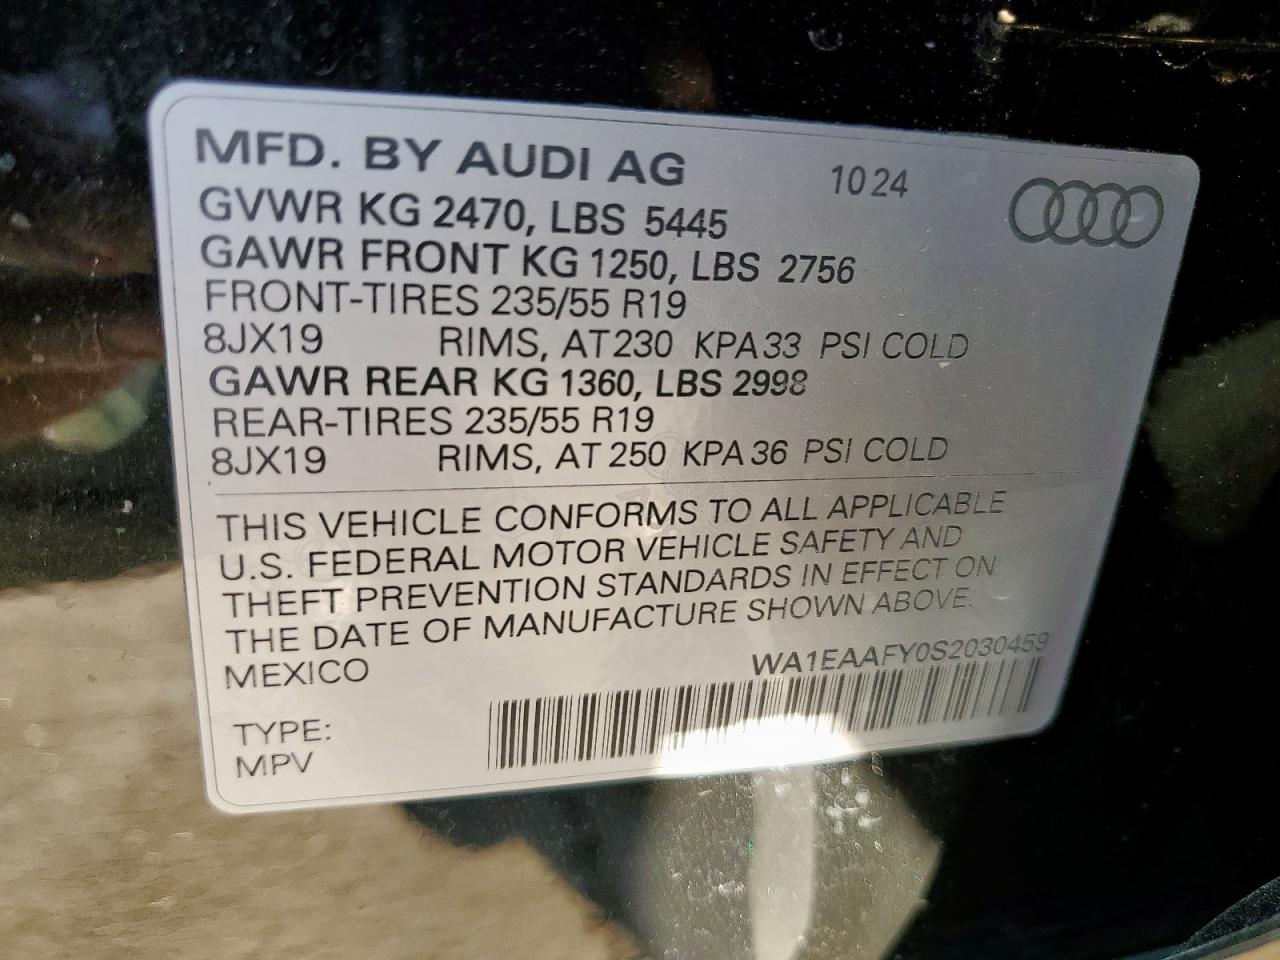 MFD. BY AUDI AG 10 24
GVWR KG 2470, LBS 5445
GAWR FRONT KG 1250, LBS 2756
FRONT-TIRES 235/55 R19
8JX19 RIMS, AT 230 KPA 33 PSI COLD
GAWR REAR KG 1360, LBS 2998
REAR-TIRES 235/55 R19
8JX19 RIMS, AT 250 KPA 36 PSI COLD
THIS VEHICLE CONFORMS TO ALL APPLICABLE
U.S. FEDERAL MOTOR VEHICLE SAFETY AND
THEFT PREVENTION STANDARDS IN EFFECT ON
THE DATE OF MANUFACTURE SHOWN ABOVE.
MEXICO WA1EAAFY0S2030459
TYPE:
MPV